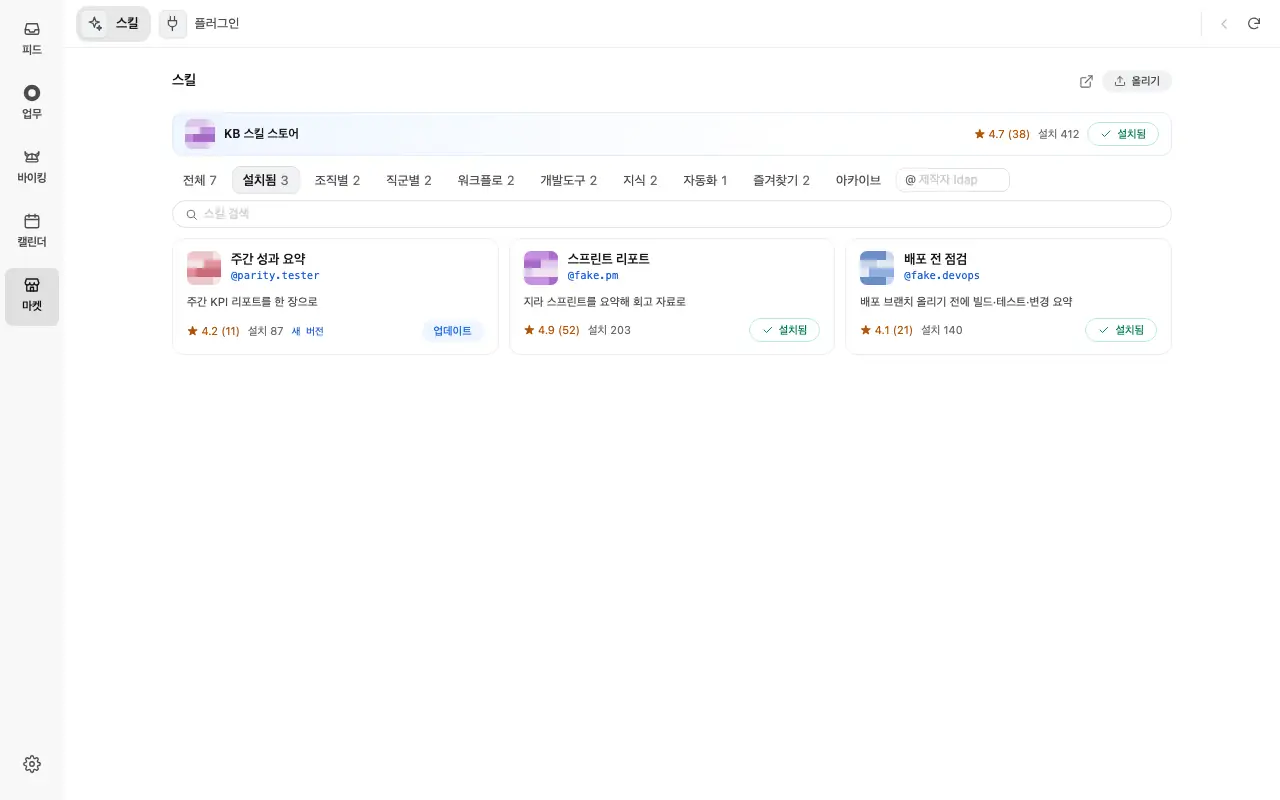 스킬
플러그인
피드
업무
바이킹
캘린더
마켓
스킬
올리기
KB 스킬 스토어
4.7 (38) 설치 412 설치됨
전체 7 설치됨 3 조직별 2 직군별 2 워크플로 2 개발도구 2 지식 2 자동화 1 즐겨찾기 2 아카이브 @ 제작자 ldap
스킬 검색
주간 성과 요약
@parity.tester
주간 KPI 리포트를 한 장으로
4.2 (11) 설치 87 새 버전 업데이트
스프린트 리포트
@fake.pm
지라 스프린트를 요약해 회고 자료로
4.9 (52) 설치 203 설치됨
배포 전 점검
@fake.devops
배포 브랜치 올리기 전에 빌드·테스트·변경 요약
4.1 (21) 설치 140 설치됨